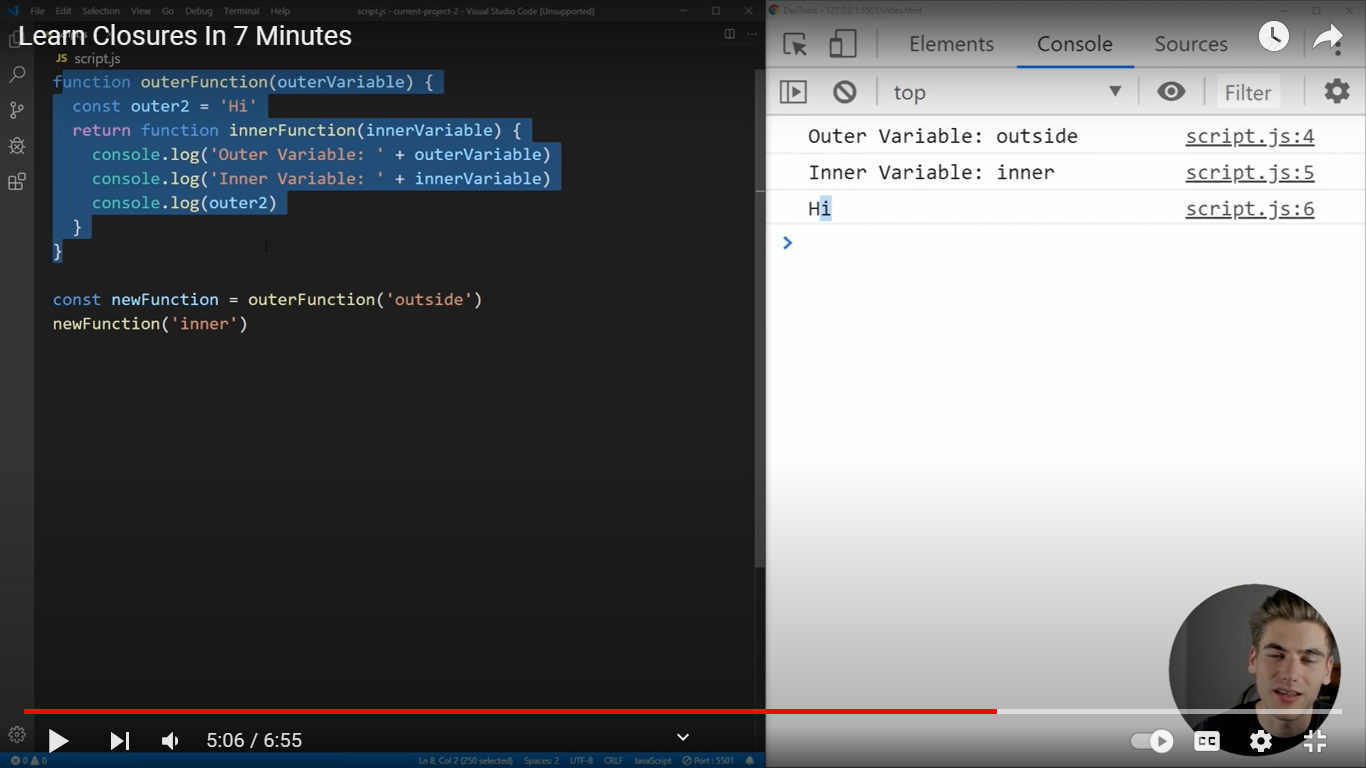 File Edit Selection View Go Debug Terminal Help script.js - current-project-2 - Visual Studio Code [Unsupported]
DevTools - 127.0.0.1:5501/index.html
Learn Closures In 7 Minutes
JS script.js
function outerFunction(outerVariable) {
const outer2 = 'Hi'
return function innerFunction(innerVariable) {
console.log('Outer Variable: ' + outerVariable)
console.log('Inner Variable: ' + innerVariable)
console.log(outer2)
}
}
const newFunction = outerFunction('outside')
newFunction('inner')
Elements Console Sources
top Filter
Outer Variable: outside script.js:4
Inner Variable: inner script.js:5
Hi script.js:6
5:06 / 6:55
CC
0 0 Ln 8, Col 2 (250 selected) Spaces: 2 UTF-8 CRLF JavaScript Port : 5501